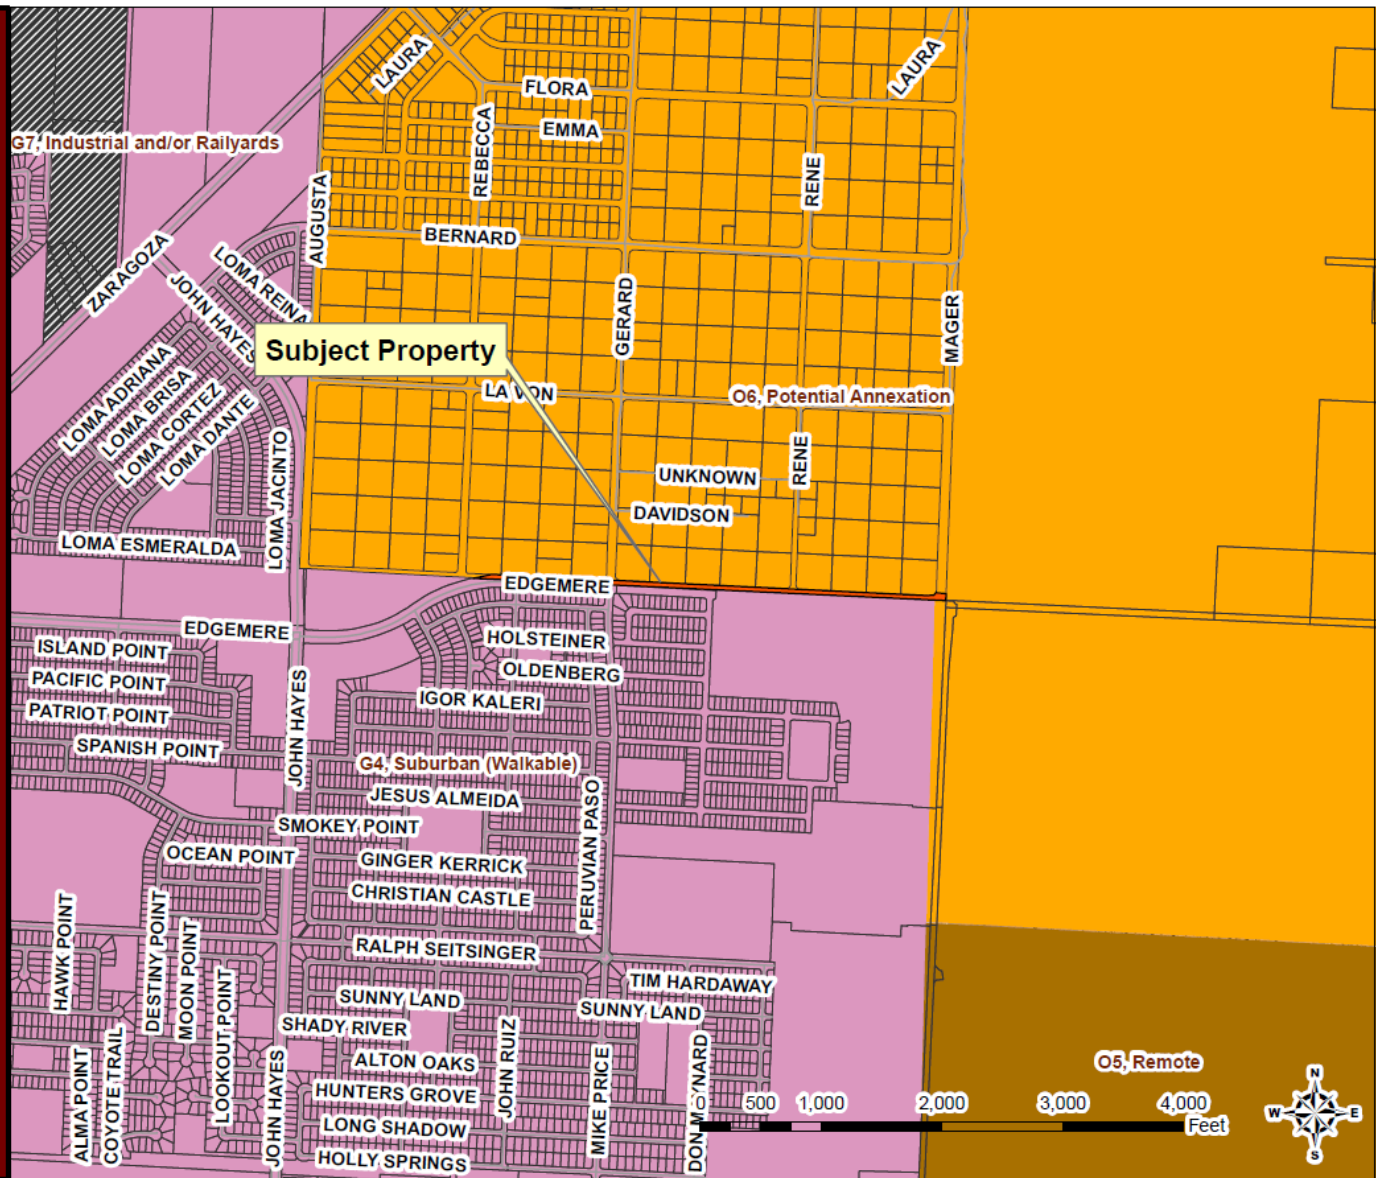 LAURA
LAURA
FLORA
EMMA
REBECCA
G7, Industrial and/or Railyards
RENE
AUGUSTA
BERNARD
ZARAGOZA
LOMA REINA
JOHN HAYES
GERARD
MAGER
Subject Property
LOMA ADRIANA
LOMA BRISA
LOMA CORTEZ
LOMA DANTE
LA VON
O6, Potential Annexation
LOMA JACINTO
RENE
UNKNOWN
DAVIDSON
LOMA ESMERALDA
EDGEMERE
EDGEMERE
HOLSTEINER
ISLAND POINT
OLDENBERG
PACIFIC POINT
IGOR KALERI
PATRIOT POINT
JOHN HAYES
SPANISH POINT
G4, Suburban (Walkable)
JESUS ALMEIDA
PERUVIAN PASO
SMOKEY POINT
OCEAN POINT
GINGER KERRICK
CHRISTIAN CASTLE
HAWK POINT
DESTINY POINT
MOON POINT
RALPH SEITSINGER
LOOKOUT POINT
TIM HARDAWAY
SUNNY LAND
SUNNY LAND
SHADY RIVER
JOHN RUIZ
ALTON OAKS
DON MAYNARD
O5, Remote
ALMA POINT
COYOTE TRAIL
JOHN HAYES
HUNTERS GROVE
MIKE PRICE
LONG SHADOW
HOLLY SPRINGS
0 500 1,000 2,000 3,000 4,000
Feet
N
W E
S